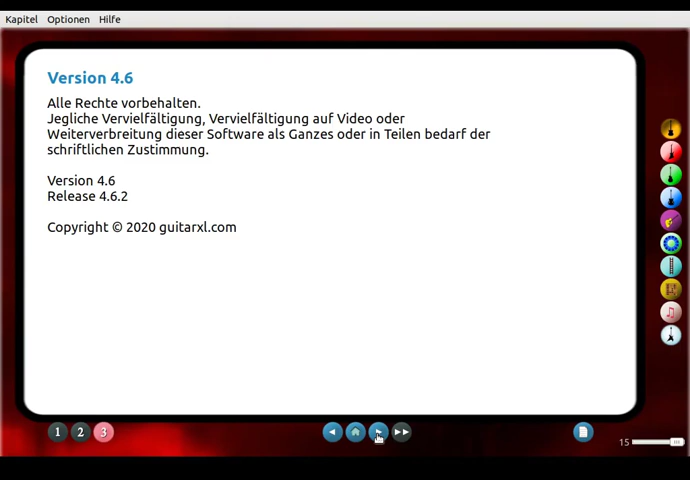 Kapitel Optionen Hilfe
Version 4.6
Alle Rechte vorbehalten.
Jegliche Vervielfältigung, Vervielfältigung auf Video oder
Weiterverbreitung dieser Software als Ganzes oder in Teilen bedarf der
schriftlichen Zustimmung.
Version 4.6
Release 4.6.2
Copyright © 2020 guitarxl.com
1 2 3
15